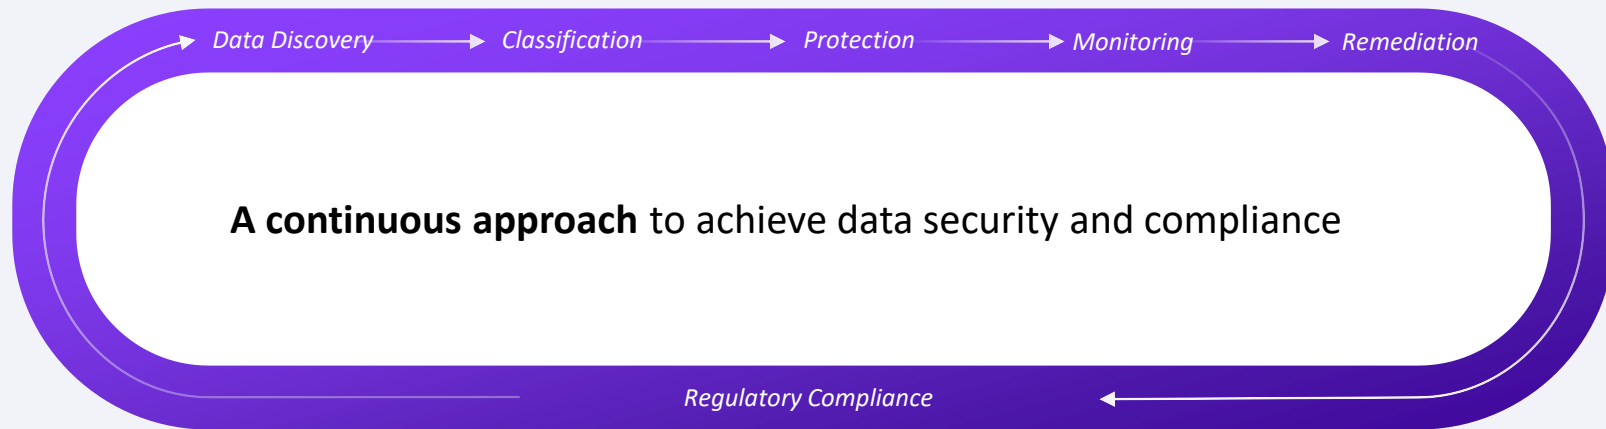 Data Discovery Classification Protection Monitoring Remediation
A continuous approach to achieve data security and compliance
Regulatory Compliance